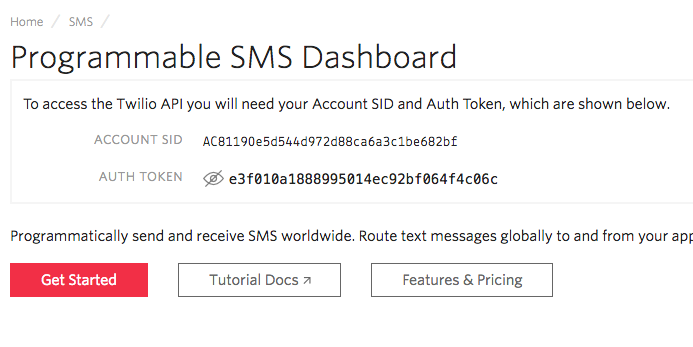 Home / SMS /
Programmable SMS Dashboard
To access the Twilio API you will need your Account SID and Auth Token, which are shown below.
ACCOUNT SID AC81190e5d544d972d88ca6a3c1be682bf
AUTH TOKEN e3f010a1888995014ec92bf064f4c06c
Programmatically send and receive SMS worldwide. Route text messages globally to and from your app
Get Started Tutorial Docs ↗ Features & Pricing